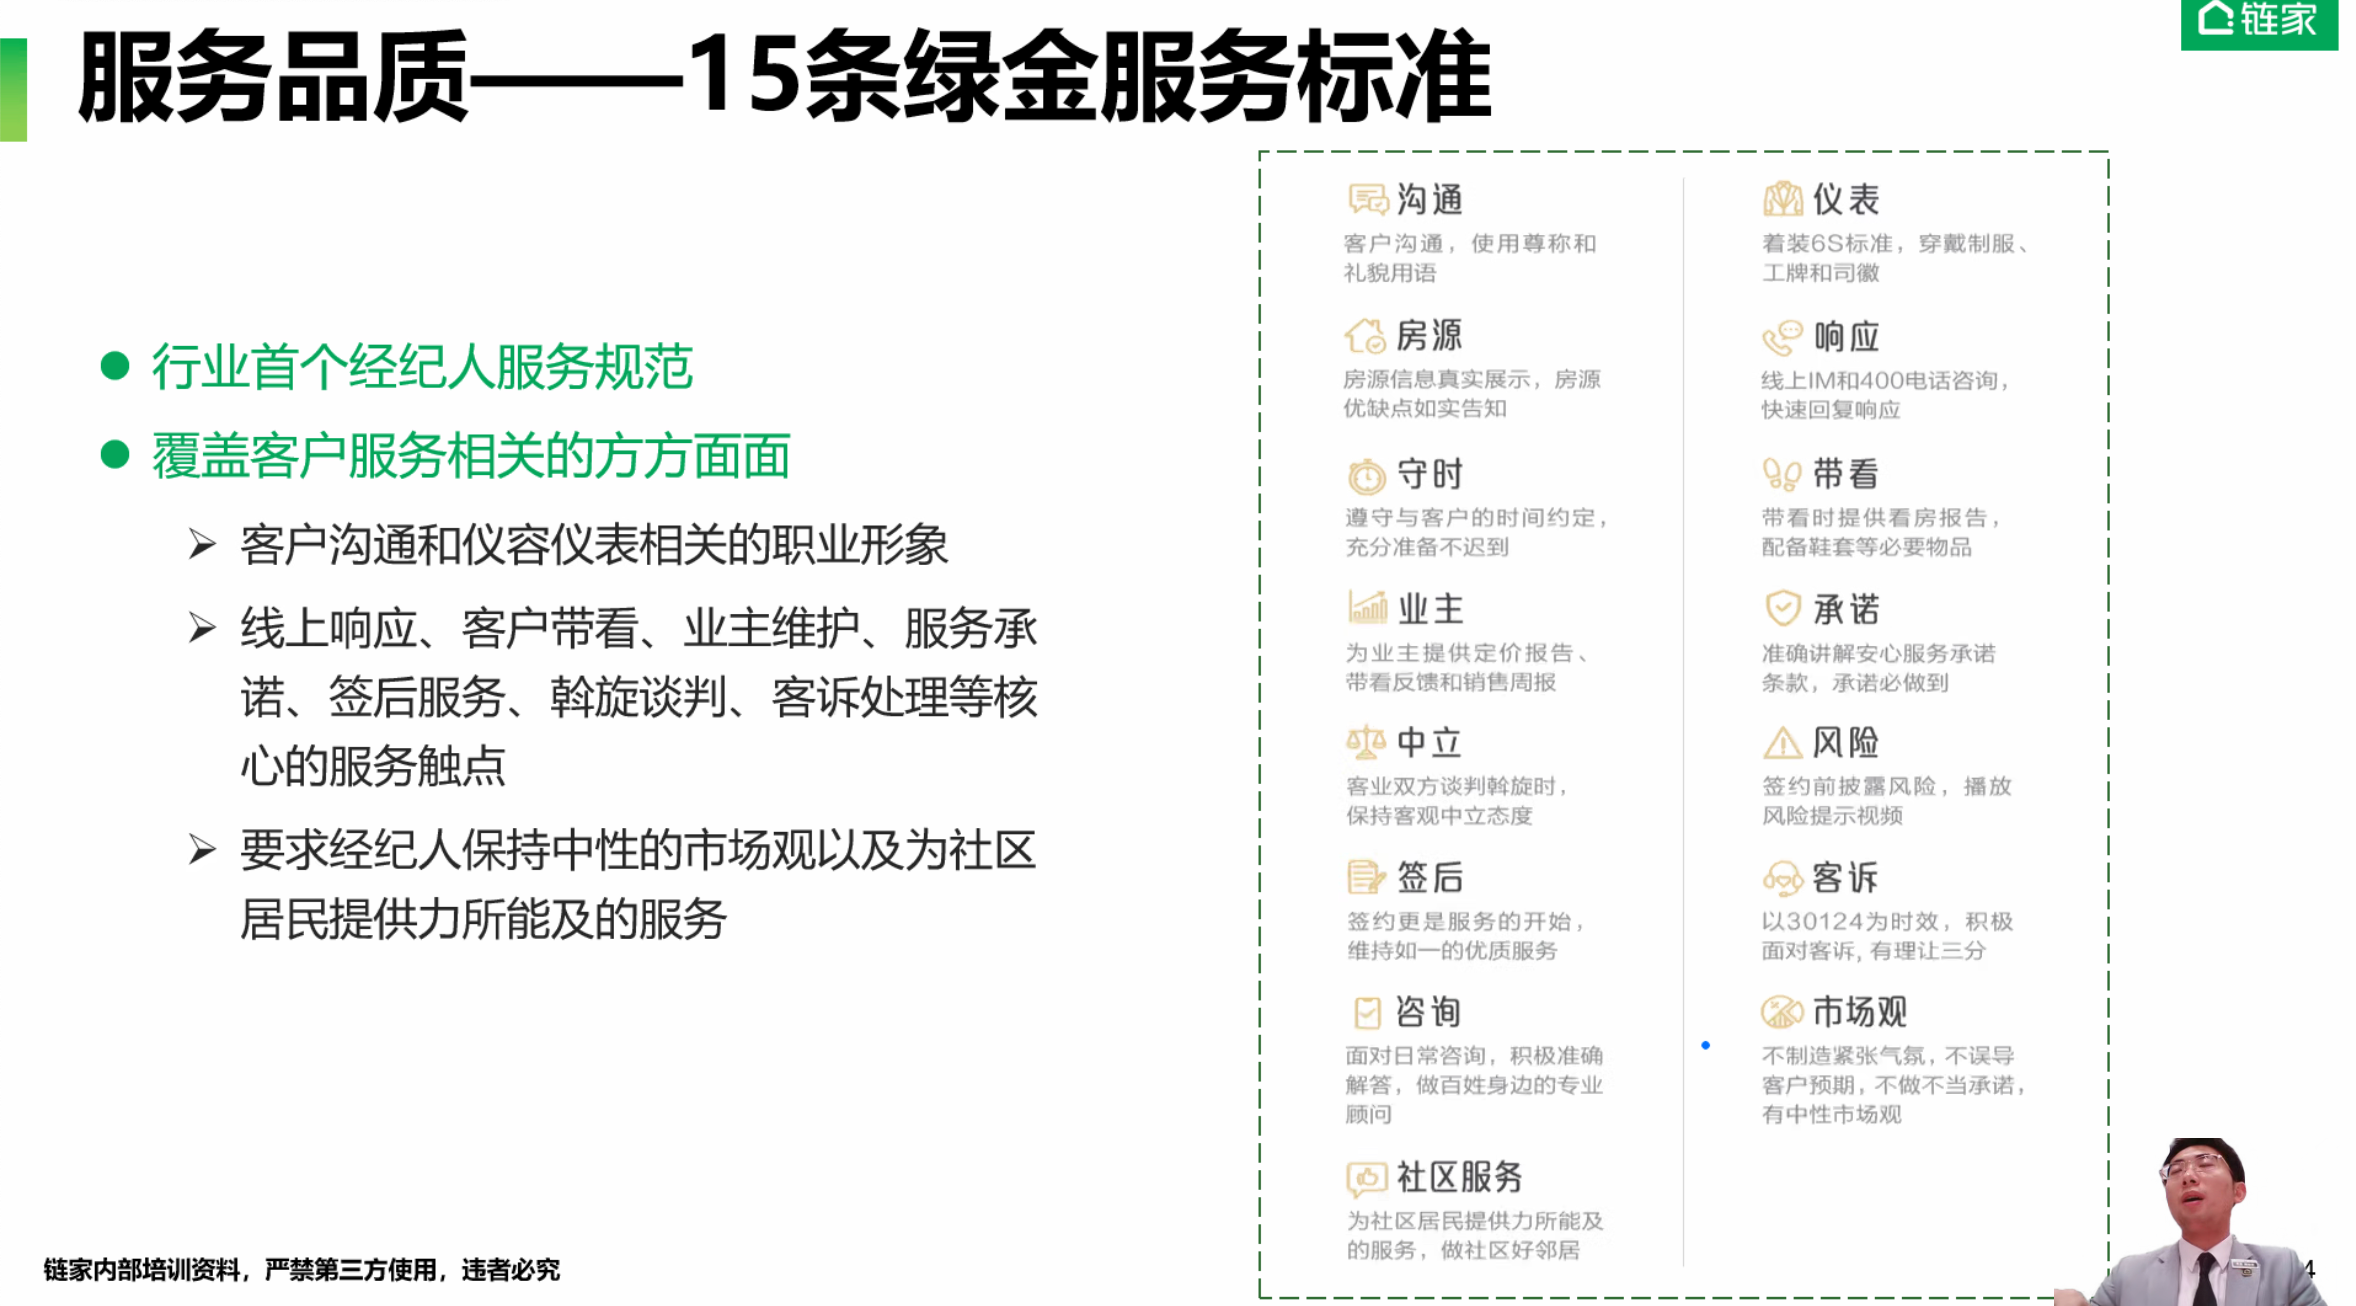 链家
服务品质——15条绿金服务标准
行业首个经纪人服务规范
覆盖客户服务相关的方方面面
客户沟通和仪容仪表相关的职业形象
线上响应、客户带看、业主维护、服务承
诺、签后服务、斡旋谈判、客诉处理等核
心的服务触点
要求经纪人保持中性的市场观以及为社区
居民提供力所能及的服务
沟通
客户沟通，使用尊称和
礼貌用语
仪表
着装6S标准，穿戴制服、
工牌和司徽
房源
房源信息真实展示，房源
优缺点如实告知
响应
线上IM和400电话咨询，
快速回复响应
守时
遵守与客户的时间约定，
充分准备不迟到
带看
带看时提供看房报告，
配备鞋套等必要物品
业主
为业主提供定价报告、
带看反馈和销售周报
承诺
准确讲解安心服务承诺
条款，承诺必做到
中立
客业双方谈判斡旋时，
保持客观中立态度
风险
签约前披露风险，播放
风险提示视频
签后
签约更是服务的开始，
维持如一的优质服务
客诉
以30124为时效，积极
面对客诉，有理让三分
咨询
面对日常咨询，积极准确
解答，做百姓身边的专业
顾问
市场观
不制造紧张气氛，不误导
客户预期，不做不当承诺，
有中性市场观
社区服务
为社区居民提供力所能及
的服务，做社区好邻居
链家内部培训资料，严禁第三方使用，违者必究
4